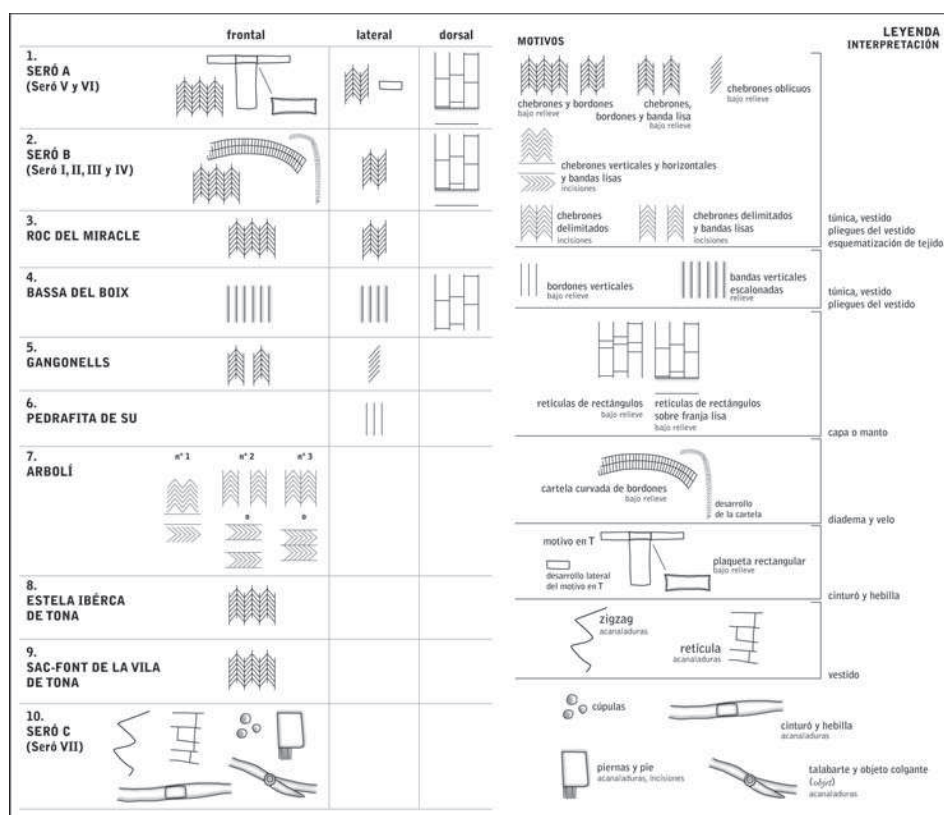 frontal lateral dorsal
1.
SERÓ A
(Seró V y VI)
2.
SERÓ B
(Seró I, II, III y IV)
3.
ROC DEL MIRACLE
4.
BASSA DEL BOIX
5.
GANGONELLS
6.
PEDRAFITA DE SU
7.
ARBOLÍ
nº 1 nº 2 nº 3
o o
8.
ESTELA IBÉRCA
DE TONA
9.
SAC-FONT DE LA VILA
DE TONA
10.
SERÓ C
(Seró VII)
MOTIVOS
LEYENDA
INTERPRETACIÓN
chebrones y bordones
bajo relieve
chebrones,
bordones y banda lisa
bajo relieve
chebrones oblicuos
bajo relieve
chebrones verticales y horizontales
y bandas lisas
incisiones
chebrones
delimitados
incisiones
chebrones delimitados
y bandas lisas
incisiones
túnica, vestido
pliegues del vestido
esquematización de tejido
bordones verticales
bajo relieve
bandas verticales
escalonadas
relieve
túnica, vestido
pliegues del vestido
retículas de rectángulos
bajo relieve
retículas de rectángulos
sobre franja lisa
bajo relieve
capa o manto
cartela curvada de bordones
bajo relieve
desarrollo
de la cartela
diadema y velo
motivo en T
desarrollo lateral
del motivo en T
plaqueta rectangular
bajo relieve
cinturó y hebilla
zigzag
acanaladuras
retícula
acanaladuras
vestido
cúpulas
cinturó y hebilla
acanaladuras
piernas y pie
acanaladuras, incisiones
talabarte y objeto colgante
(objet)
acanaladuras